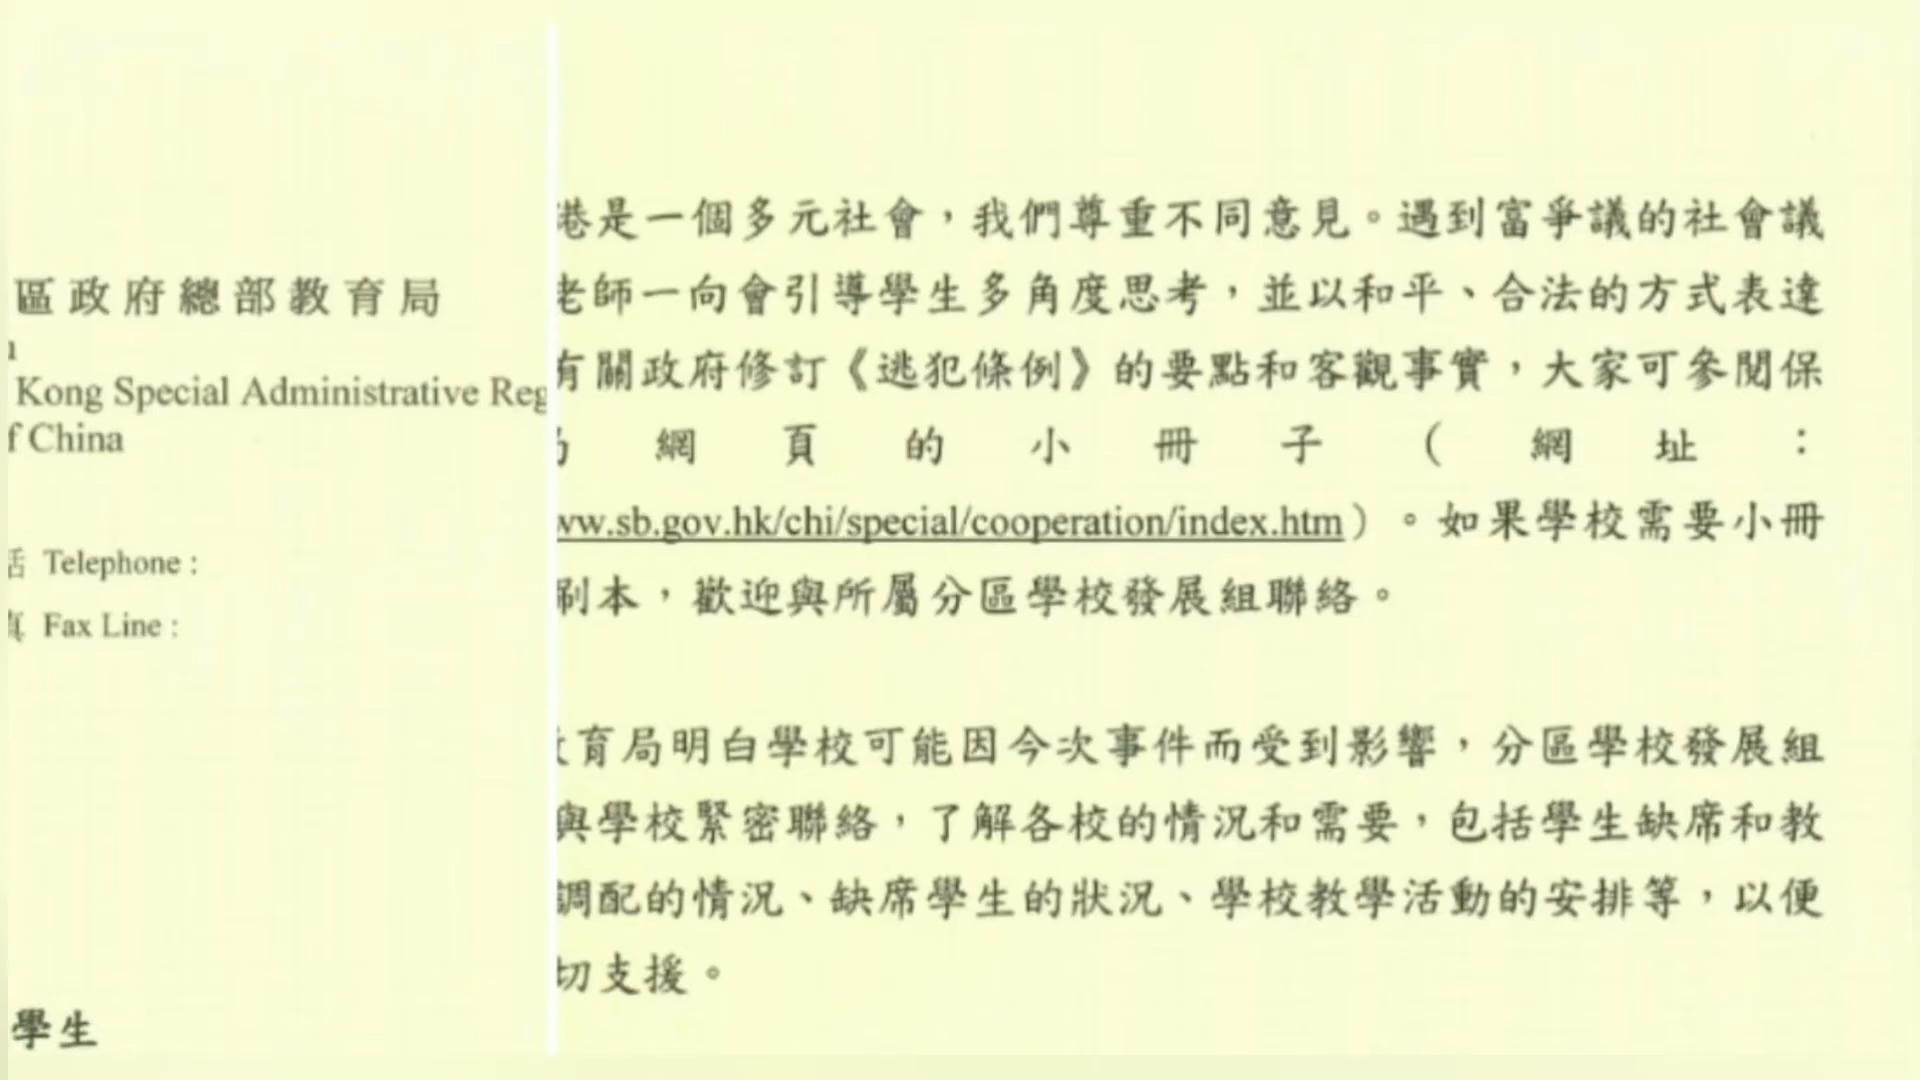 區政府總部教育局
Kong Special Administrative Reg
f China
Telephone :
Fax Line :
學生
港是一個多元社會，我們尊重不同意見。遇到富爭議的社會議
老師一向會引導學生多角度思考，並以和平、合法的方式表達
有關政府修訂《逃犯條例》的要點和客觀事實，大家可參閱保
網頁的小冊子（網址：
ww.sb.gov.hk/chi/special/cooperation/index.htm）。如果學校需要小冊
刷本，歡迎與所屬分區學校發展組聯絡。
育局明白學校可能因今次事件而受到影響，分區學校發展組
與學校緊密聯絡，了解各校的情況和需要，包括學生缺席和教
調配的情況、缺席學生的狀況、學校教學活動的安排等，以便
切支援。